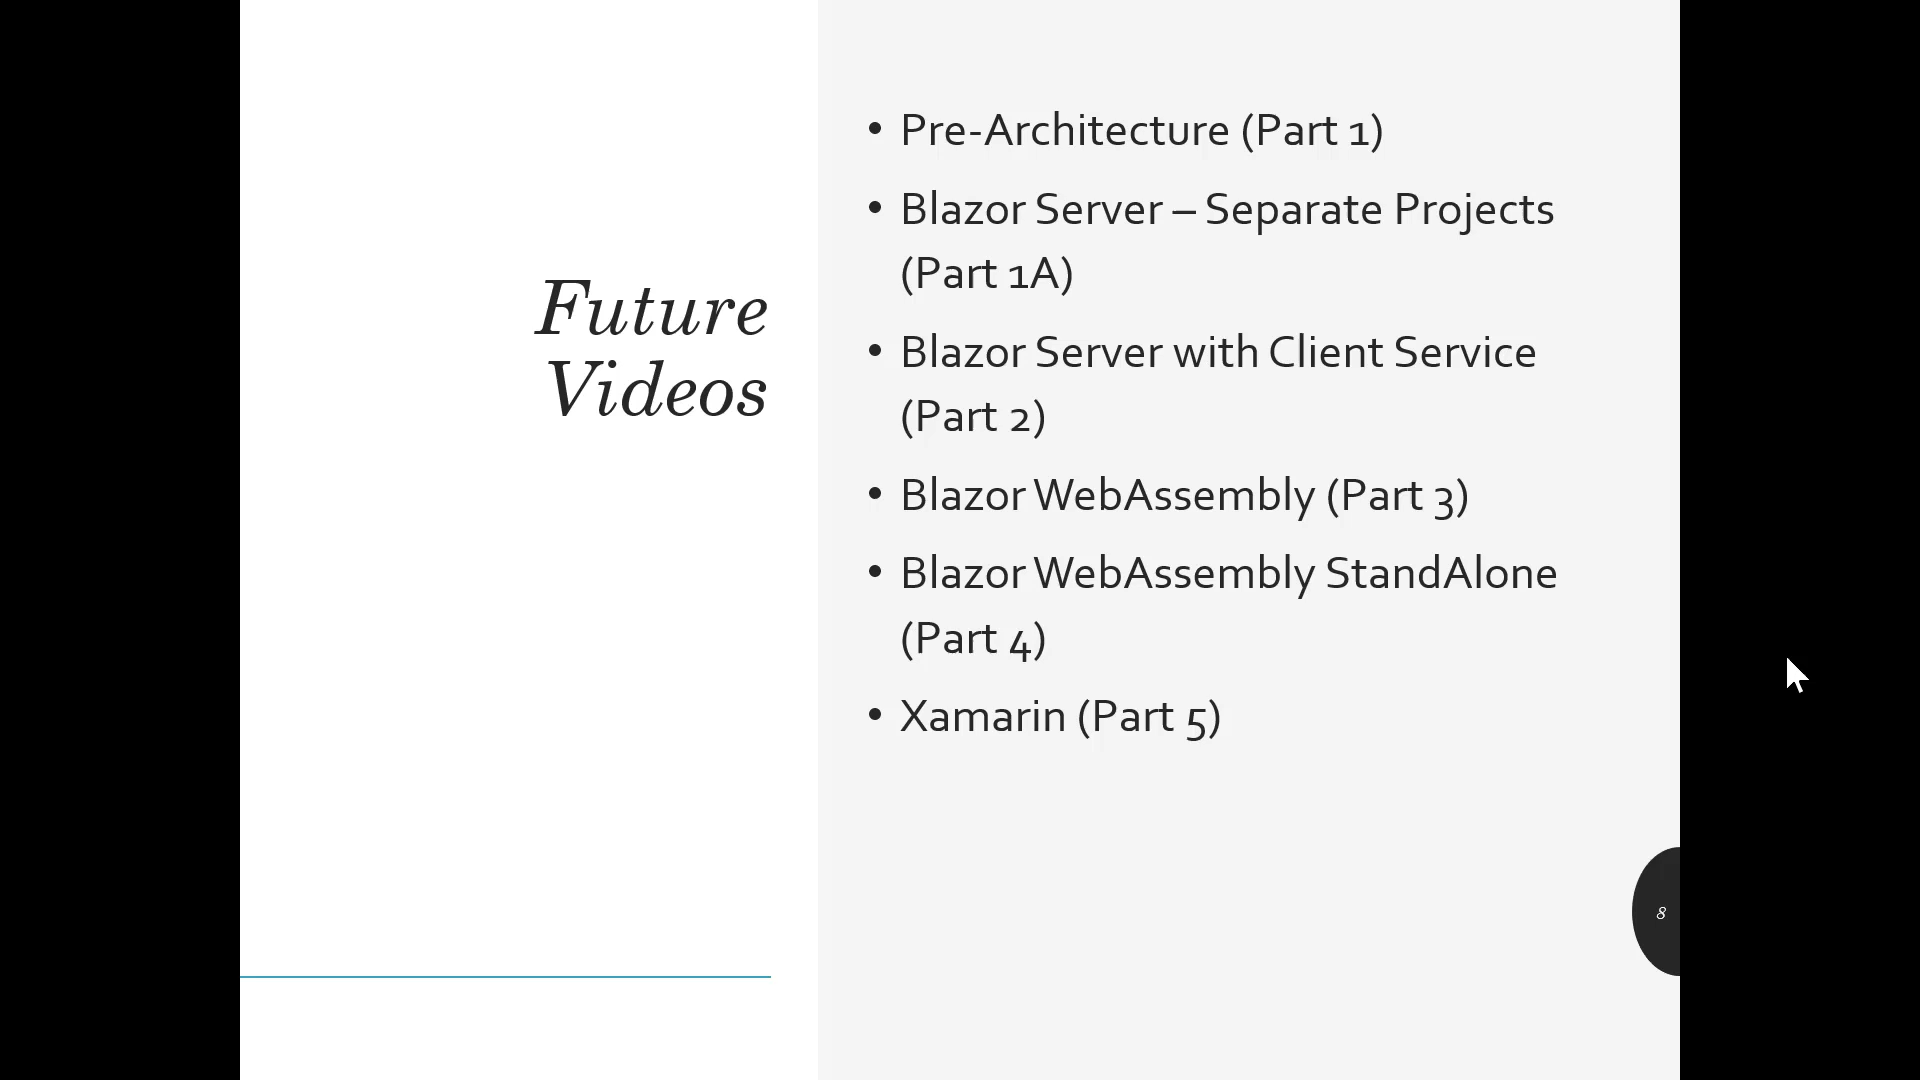 Future
Videos
• Pre-Architecture (Part 1)
• Blazor Server – Separate Projects
(Part 1A)
• Blazor Server with Client Service
(Part 2)
• Blazor WebAssembly (Part 3)
• Blazor WebAssembly StandAlone
(Part 4)
• Xamarin (Part 5)
8